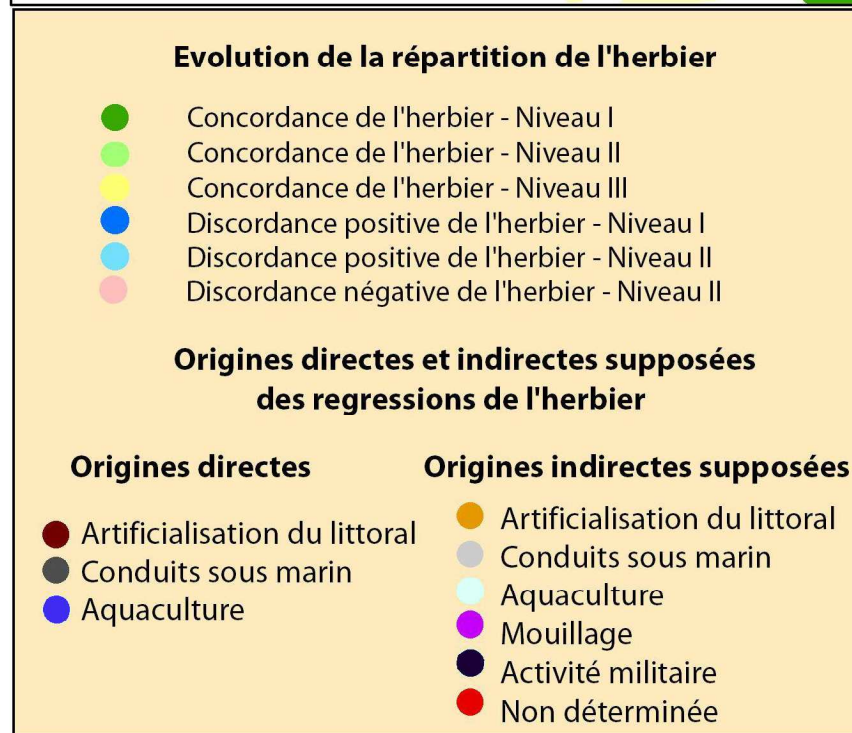 Evolution de la répartition de l'herbier
Concordance de l'herbier - Niveau I
Concordance de l'herbier - Niveau II
Concordance de l'herbier - Niveau III
Discordance positive de l'herbier - Niveau I
Discordance positive de l'herbier - Niveau II
Discordance négative de l'herbier - Niveau II
Origines directes et indirectes supposées
des regressions de l'herbier
Origines directes
Artificialisation du littoral
Conduits sous marin
Aquaculture
Origines indirectes supposées
Artificialisation du littoral
Conduits sous marin
Aquaculture
Mouillage
Activité militaire
Non déterminée